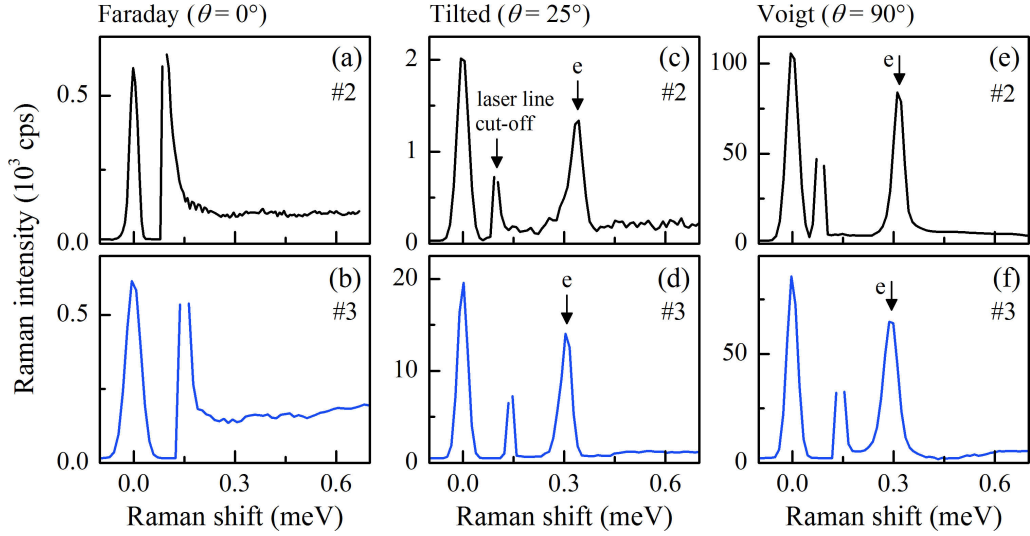 Faraday (θ = 0°)
Tilted (θ = 25°)
Voigt (θ = 90°)
Raman intensity (10³ cps)
(a)
#2
0.5
0.0
(c)
#2
e
laser line
cut-off
2
1
0
(e)
#2
e
100
50
0
(b)
#3
0.5
0.0
0.0 0.3 0.6
Raman shift (meV)
(d)
#3
e
20
10
0
0.0 0.3 0.6
Raman shift (meV)
(f)
#3
e
50
0
0.0 0.3 0.6
Raman shift (meV)